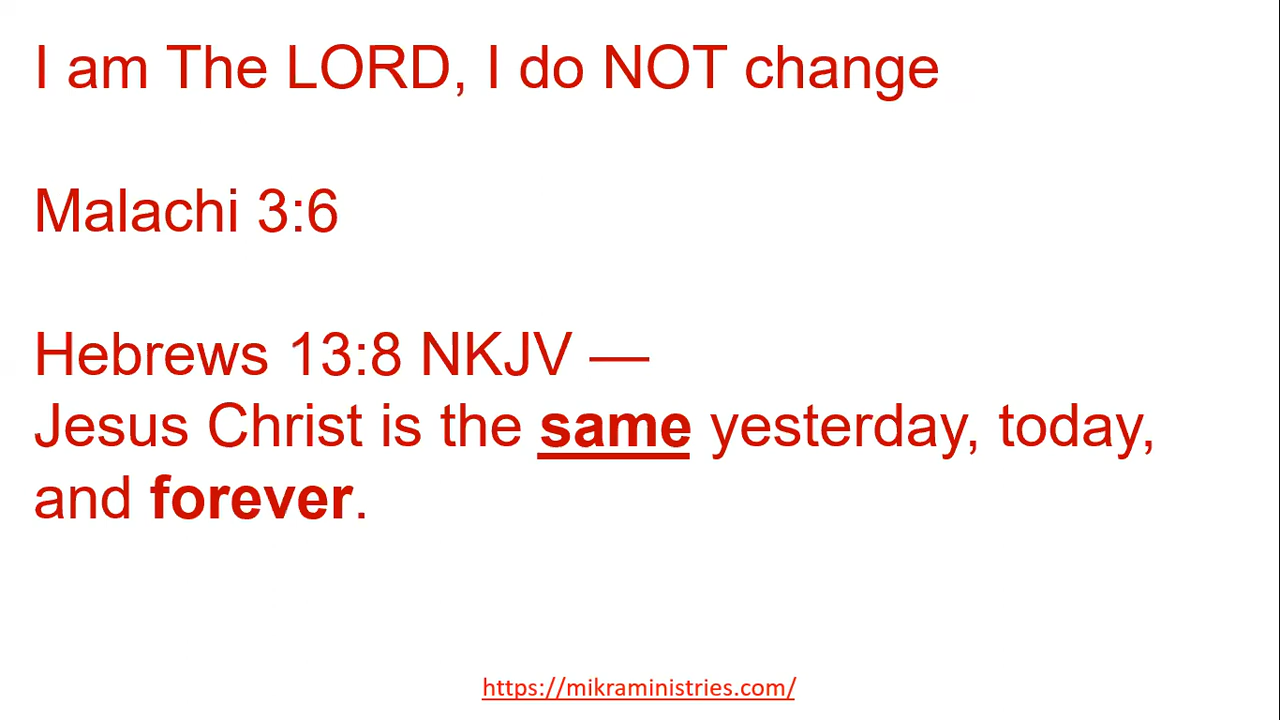 I am The LORD, I do NOT change
Malachi 3:6
Hebrews 13:8 NKJV —
Jesus Christ is the same yesterday, today,
and forever.
https://mikraministries.com/